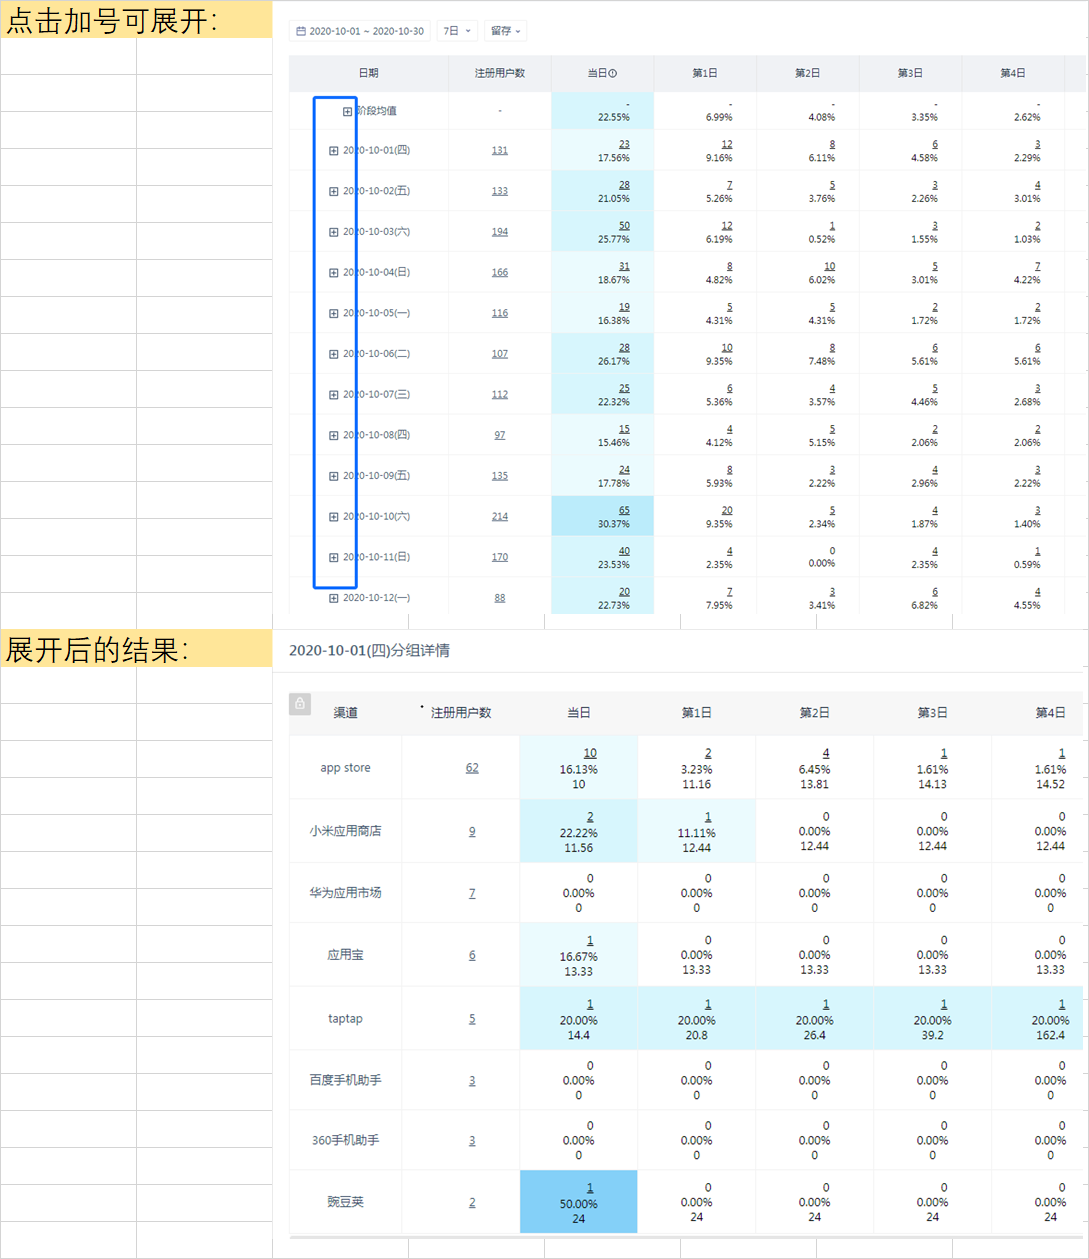 点击加号可展开：
2020-10-01 ~ 2020-10-30 7日 留存
日期 注册用户数 当日 第1日 第2日 第3日 第4日
阶段均值 - - - - - -
22.55% 6.99% 4.08% 3.35% 2.62%
2020-10-01(四) 131 23 12 8 6 3
17.56% 9.16% 6.11% 4.58% 2.29%
2020-10-02(五) 133 28 7 5 3 4
21.05% 5.26% 3.76% 2.26% 3.01%
2020-10-03(六) 194 50 12 1 3 2
25.77% 6.19% 0.52% 1.55% 1.03%
2020-10-04(日) 166 31 8 10 5 7
18.67% 4.82% 6.02% 3.01% 4.22%
2020-10-05(一) 116 19 5 5 2 2
16.38% 4.31% 4.31% 1.72% 1.72%
2020-10-06(二) 107 28 10 8 6 6
26.17% 9.35% 7.48% 5.61% 5.61%
2020-10-07(三) 112 25 6 4 5 3
22.32% 5.36% 3.57% 4.46% 2.68%
2020-10-08(四) 97 15 4 5 2 2
15.46% 4.12% 5.15% 2.06% 2.06%
2020-10-09(五) 135 24 8 3 4 3
17.78% 5.93% 2.22% 2.96% 2.22%
2020-10-10(六) 214 65 20 5 4 3
30.37% 9.35% 2.34% 1.87% 1.40%
2020-10-11(日) 170 40 4 0 4 1
23.53% 2.35% 0.00% 2.35% 0.59%
2020-10-12(一) 88 20 7 3 6 4
22.73% 7.95% 3.41% 6.82% 4.55%
展开后的结果：
2020-10-01(四)分组详情
渠道 注册用户数 当日 第1日 第2日 第3日 第4日
app store 62 10 2 4 1 1
16.13% 3.23% 6.45% 1.61% 1.61%
10 11.16 13.81 14.13 14.52
小米应用商店 9 2 1 0 0 0
22.22% 11.11% 0.00% 0.00% 0.00%
11.56 12.44 12.44 12.44 12.44
华为应用市场 7 0 0 0 0 0
0.00% 0.00% 0.00% 0.00% 0.00%
0 0 0 0 0
应用宝 6 1 0 0 0 0
16.67% 0.00% 0.00% 0.00% 0.00%
13.33 13.33 13.33 13.33 13.33
taptap 5 1 1 1 1 1
20.00% 20.00% 20.00% 20.00% 20.00%
14.4 20.8 26.4 39.2 162.4
百度手机助手 3 0 0 0 0 0
0.00% 0.00% 0.00% 0.00% 0.00%
0 0 0 0 0
360手机助手 3 0 0 0 0 0
0.00% 0.00% 0.00% 0.00% 0.00%
0 0 0 0 0
豌豆荚 2 1 0 0 0 0
50.00% 0.00% 0.00% 0.00% 0.00%
24 24 24 24 24